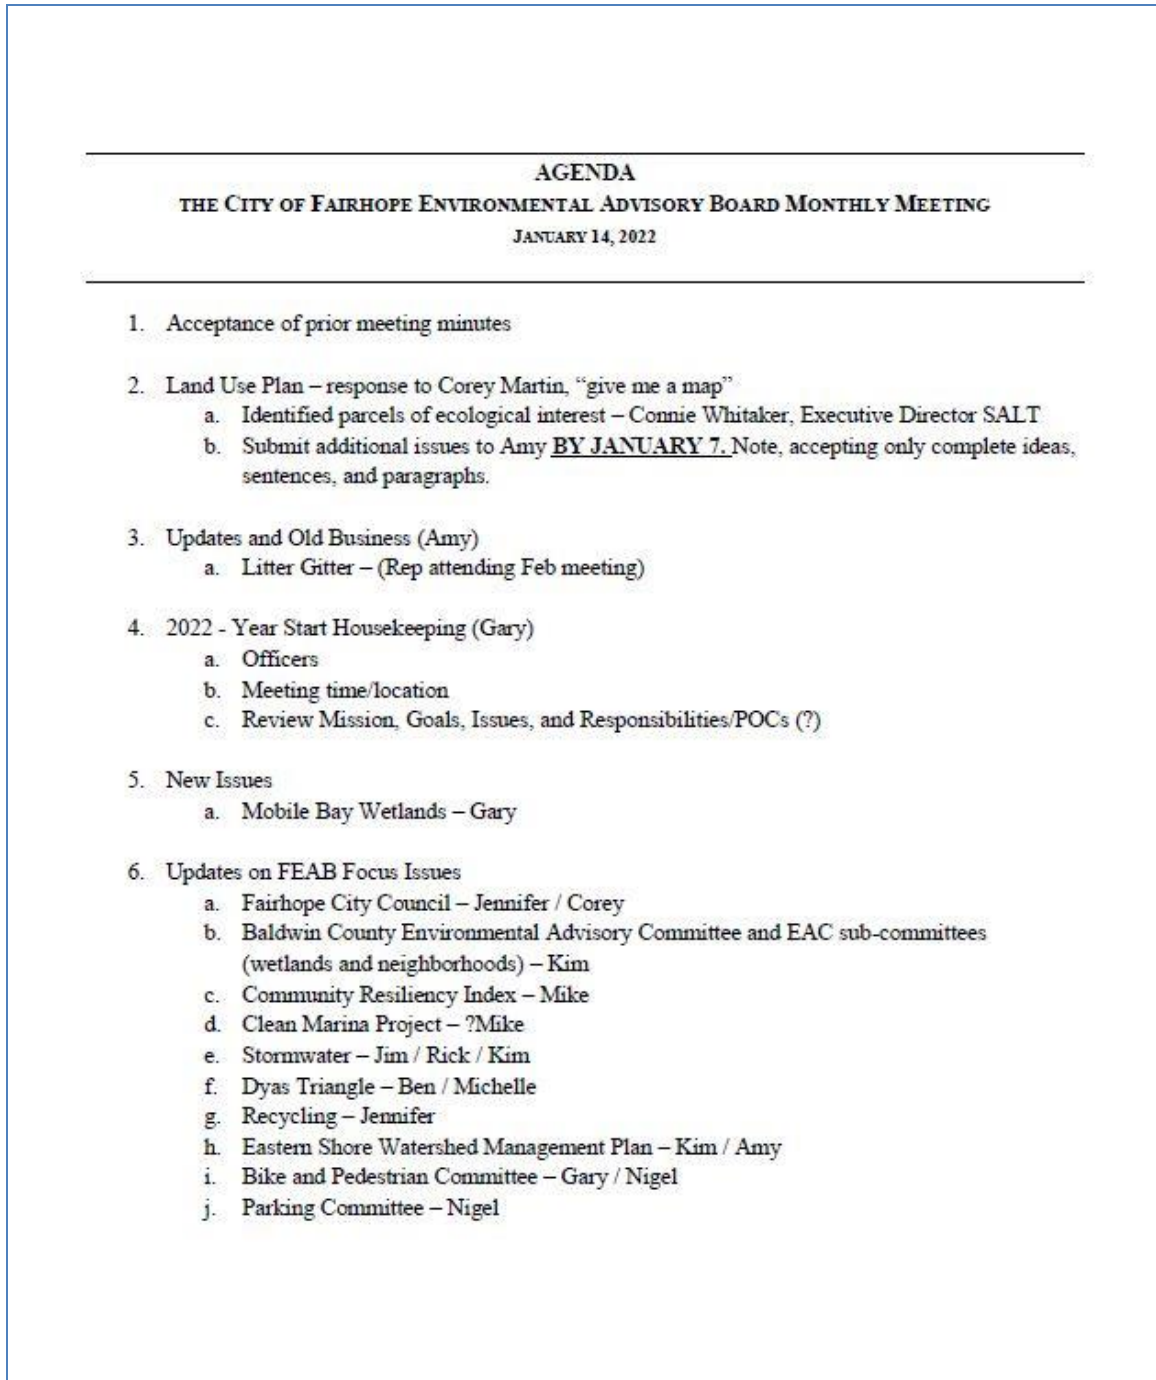 AGENDA
THE CITY OF FAIRHOPE ENVIRONMENTAL ADVISORY BOARD MONTHLY MEETING
JANUARY 14, 2022
1. Acceptance of prior meeting minutes
2. Land Use Plan – response to Corey Martin, “give me a map”
a. Identified parcels of ecological interest – Connie Whitaker, Executive Director SALT
b. Submit additional issues to Amy BY JANUARY 7. Note, accepting only complete ideas,
sentences, and paragraphs.
3. Updates and Old Business (Amy)
a. Litter Gitter – (Rep attending Feb meeting)
4. 2022 - Year Start Housekeeping (Gary)
a. Officers
b. Meeting time/location
c. Review Mission, Goals, Issues, and Responsibilities/POCs (?)
5. New Issues
a. Mobile Bay Wetlands – Gary
6. Updates on FEAB Focus Issues
a. Fairhope City Council – Jennifer / Corey
b. Baldwin County Environmental Advisory Committee and EAC sub-committees
(wetlands and neighborhoods) – Kim
c. Community Resiliency Index – Mike
d. Clean Marina Project – ?Mike
e. Stormwater – Jim / Rick / Kim
f. Dyas Triangle – Ben / Michelle
g. Recycling – Jennifer
h. Eastern Shore Watershed Management Plan – Kim / Amy
i. Bike and Pedestrian Committee – Gary / Nigel
j. Parking Committee – Nigel